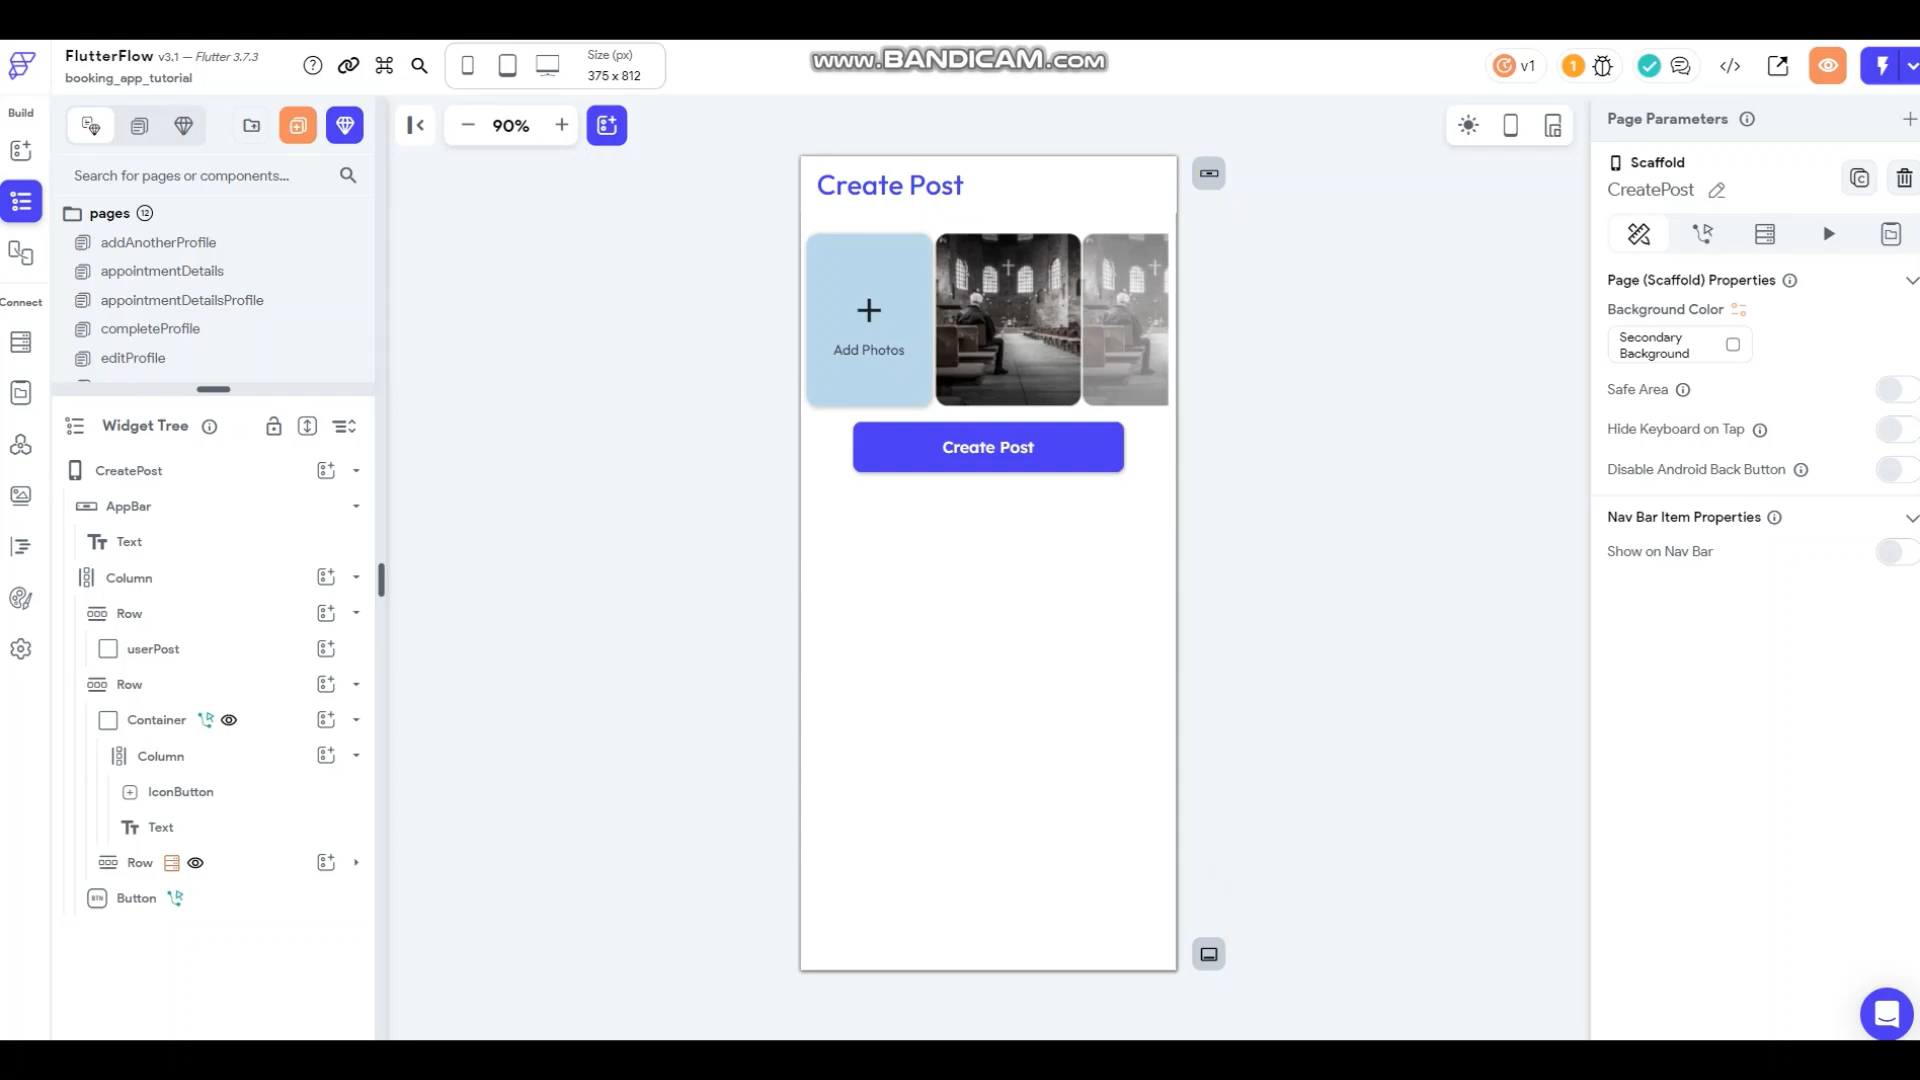 FlutterFlow v3.1 — Flutter 3.7.3
booking_app_tutorial
Size (px)
375 x 812
www.BANDICAM.com
v1
1
Build
90%
Page Parameters
Search for pages or components...
Scaffold
CreatePost
Create Post
pages 12
addAnotherProfile
appointmentDetails
appointmentDetailsProfile
completeProfile
editProfile
Connect
Page (Scaffold) Properties
Background Color
Secondary
Background
Add Photos
Safe Area
Hide Keyboard on Tap
Create Post
Disable Android Back Button
Nav Bar Item Properties
Show on Nav Bar
Widget Tree
CreatePost
AppBar
Text
Column
Row
userPost
Row
Container
Column
IconButton
Text
Row
BTN Button